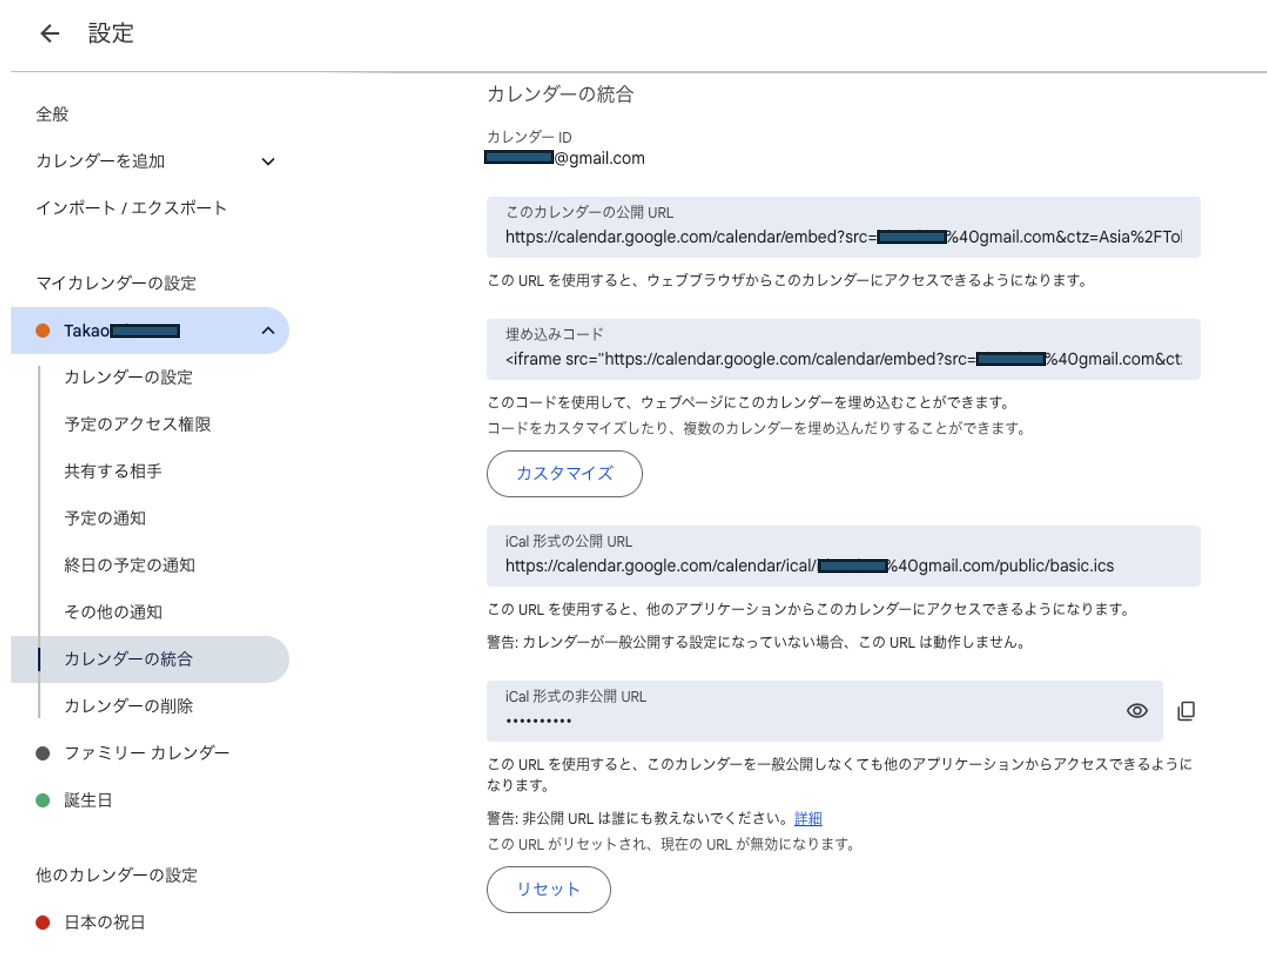 設定
全般
カレンダーを追加
インポート / エクスポート
マイカレンダーの設定
Takao
カレンダーの設定
予定のアクセス権限
共有する相手
予定の通知
終日の予定の通知
その他の通知
カレンダーの統合
カレンダーの削除
ファミリー カレンダー
誕生日
他のカレンダーの設定
日本の祝日
カレンダーの統合
カレンダー ID
@gmail.com
このカレンダーの公開 URL
https://calendar.google.com/calendar/embed?src=%40gmail.com&ctz=Asia%2FTo
この URL を使用すると、ウェブブラウザからこのカレンダーにアクセスできるようになります。
埋め込みコード
<iframe src="https://calendar.google.com/calendar/embed?src=%40gmail.com&ct
このコードを使用して、ウェブページにこのカレンダーを埋め込むことができます。
コードをカスタマイズしたり、複数のカレンダーを埋め込んだりすることができます。
カスタマイズ
iCal 形式の公開 URL
https://calendar.google.com/calendar/ical/%40gmail.com/public/basic.ics
この URL を使用すると、他のアプリケーションからこのカレンダーにアクセスできるようになります。
警告: カレンダーが一般公開する設定になっていない場合、この URL は動作しません。
iCal 形式の非公開 URL
••••••••••
この URL を使用すると、このカレンダーを一般公開しなくても他のアプリケーションからアクセスできるように
なります。
警告: 非公開 URL は誰にも教えないでください。詳細
この URL がリセットされ、現在の URL が無効になります。
リセット